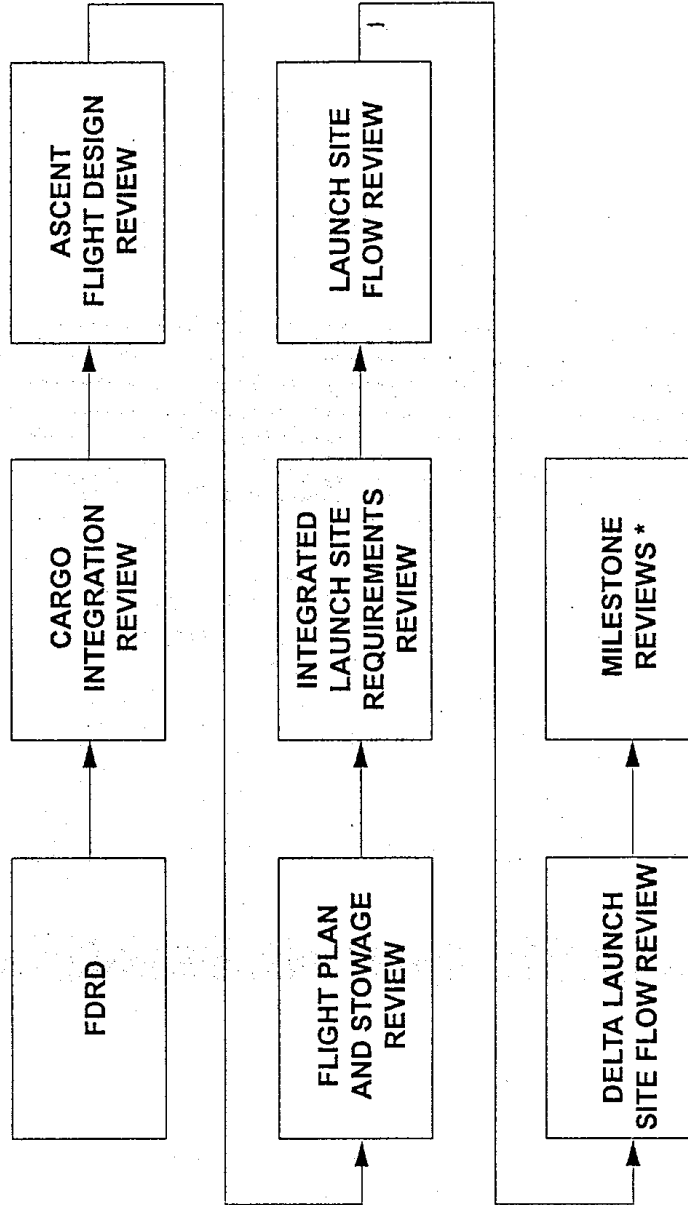 FDRD
CARGO
INTEGRATION
REVIEW
ASCENT
FLIGHT DESIGN
REVIEW
FLIGHT PLAN
AND STOWAGE
REVIEW
INTEGRATED
LAUNCH SITE
REQUIREMENTS
REVIEW
LAUNCH SITE
FLOW REVIEW
DELTA LAUNCH
SITE FLOW REVIEW
MILESTONE
REVIEWS *